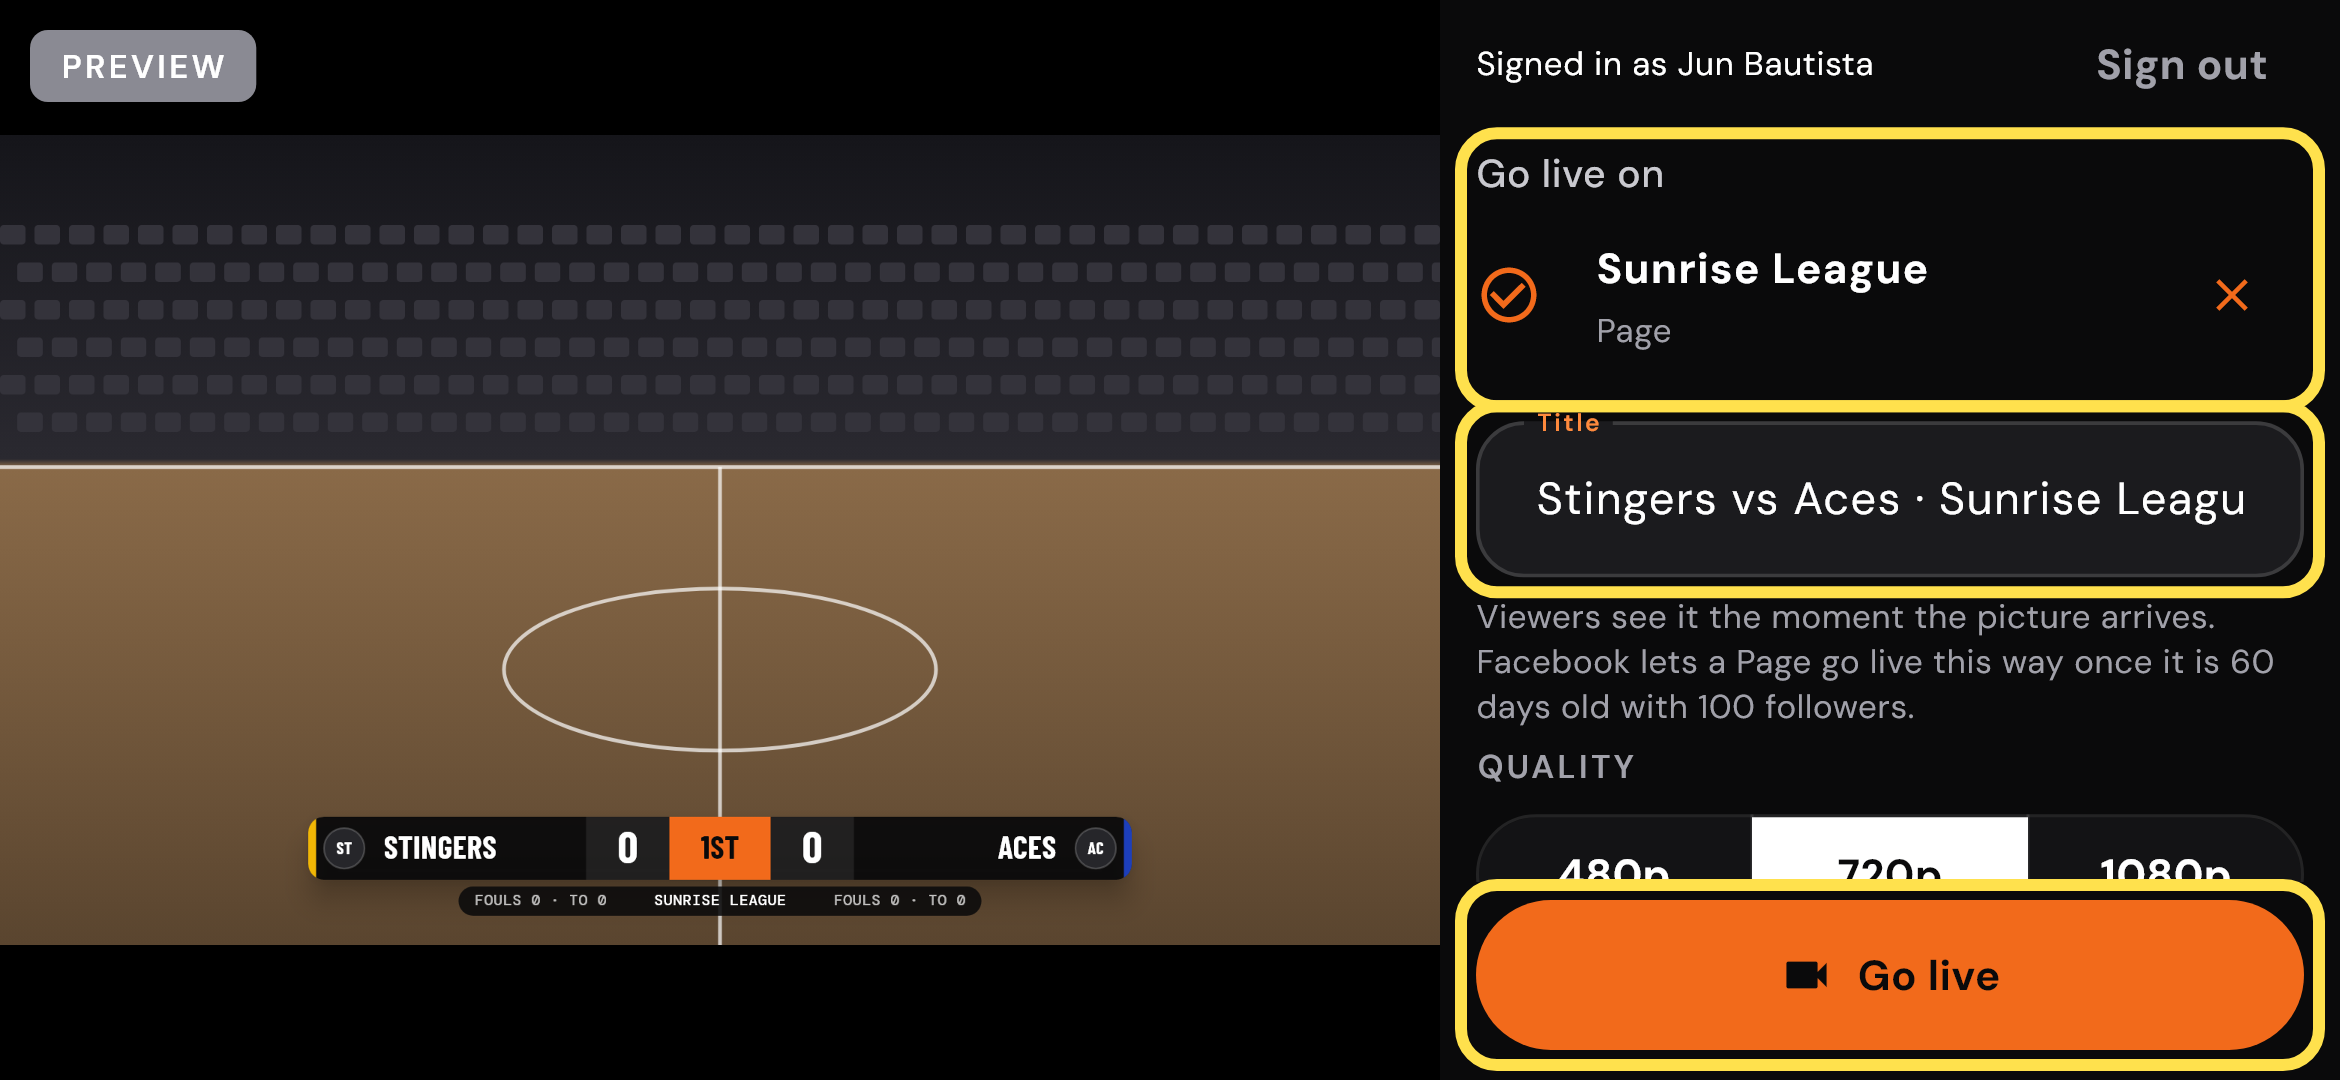 PREVIEW
ST STINGERS 0 1ST 0 ACES AC
FOULS 0 · TO 0 SUNRISE LEAGUE FOULS 0 · TO 0
Signed in as Jun Bautista Sign out
Go live on
Sunrise League
Page
Title
Stingers vs Aces · Sunrise Leagu
Viewers see it the moment the picture arrives.
Facebook lets a Page go live this way once it is 60
days old with 100 followers.
QUALITY
480p 720p 1080p
Go live